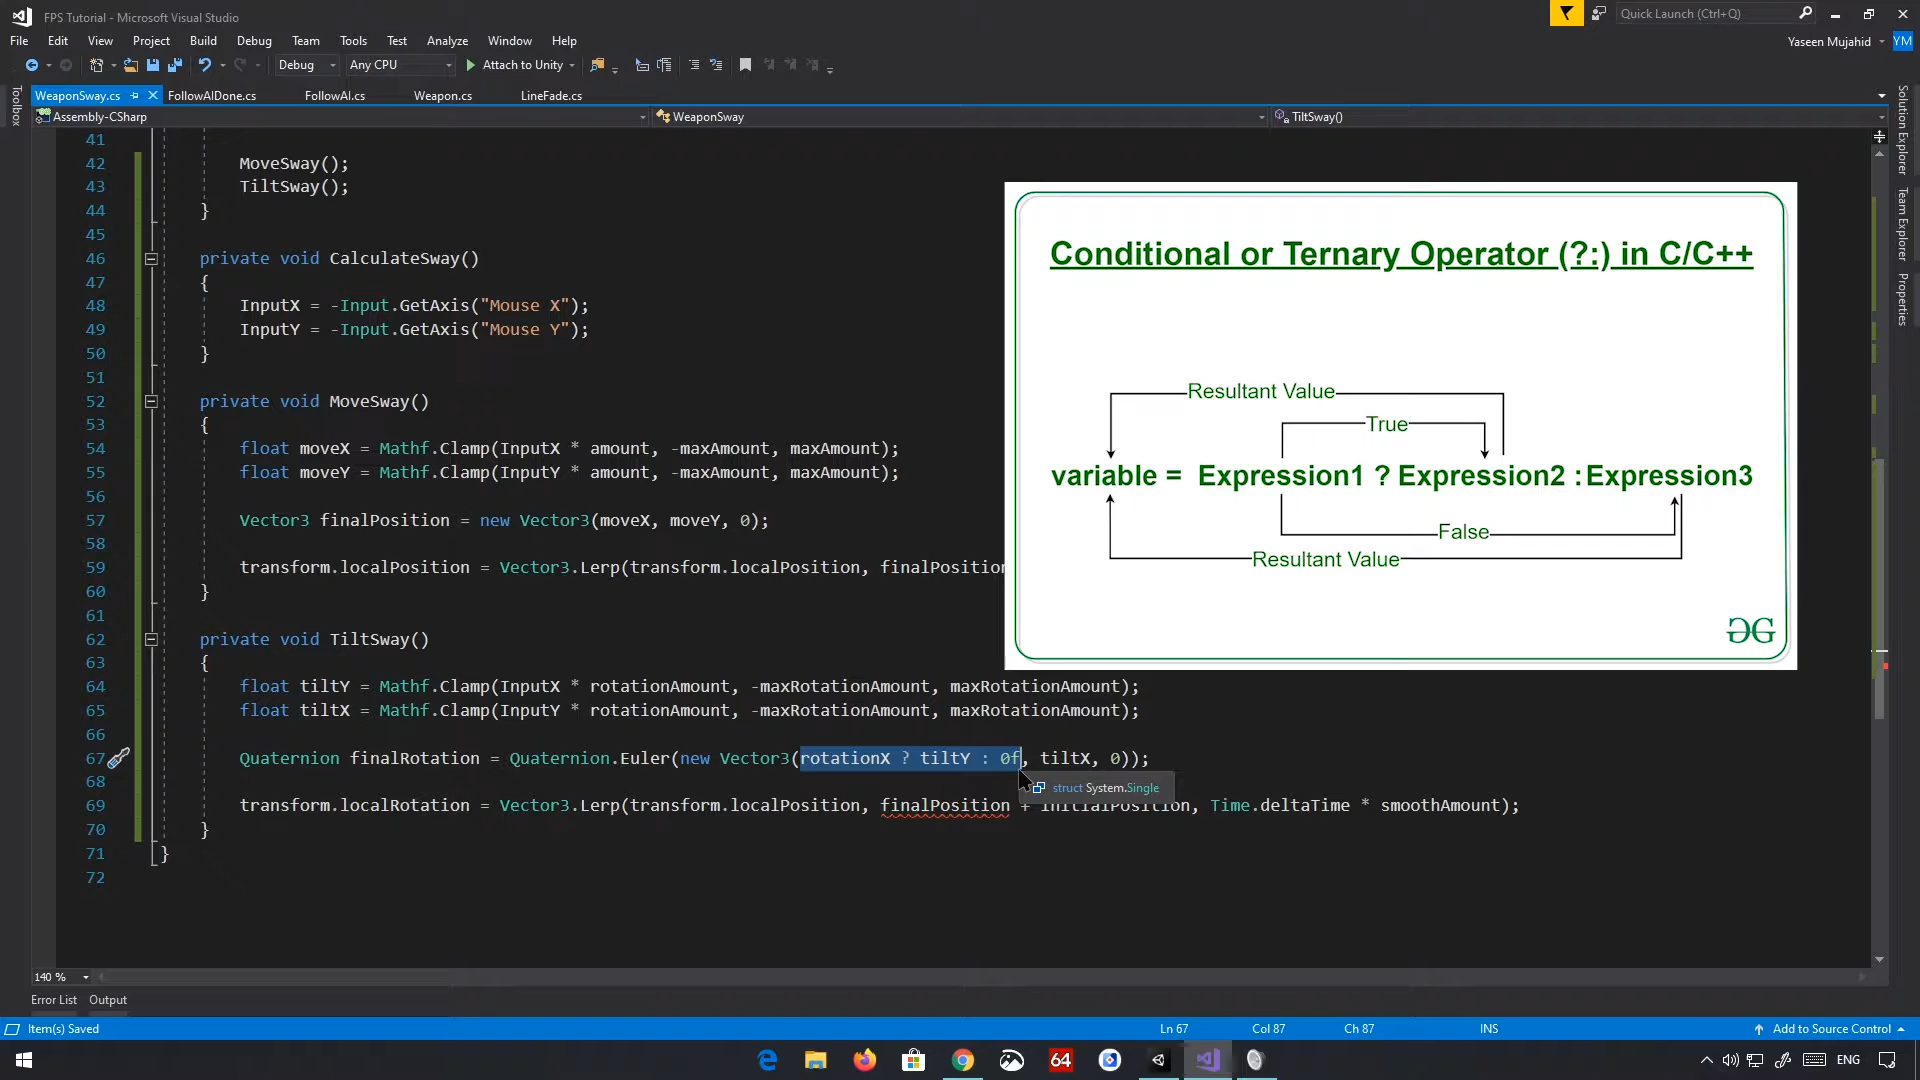 FPS Tutorial - Microsoft Visual Studio
Quick Launch (Ctrl+Q)
File Edit View Project Build Debug Team Tools Test Analyze Window Help
Yaseen Mujahid YM
Debug Any CPU Attach to Unity
WeaponSway.cs FollowAIDone.cs FollowAI.cs Weapon.cs LineFade.cs
Assembly-CSharp WeaponSway TiltSway()
Toolbox
Solution Explorer
Team Explorer
Properties
41
42 MoveSway();
43 TiltSway();
44 }
45
46 private void CalculateSway()
47 {
48 InputX = -Input.GetAxis("Mouse X");
49 InputY = -Input.GetAxis("Mouse Y");
50 }
51
52 private void MoveSway()
53 {
54 float moveX = Mathf.Clamp(InputX * amount, -maxAmount, maxAmount);
55 float moveY = Mathf.Clamp(InputY * amount, -maxAmount, maxAmount);
56
57 Vector3 finalPosition = new Vector3(moveX, moveY, 0);
58
59 transform.localPosition = Vector3.Lerp(transform.localPosition, finalPosition
60 }
61
62 private void TiltSway()
63 {
64 float tiltY = Mathf.Clamp(InputX * rotationAmount, -maxRotationAmount, maxRotationAmount);
65 float tiltX = Mathf.Clamp(InputY * rotationAmount, -maxRotationAmount, maxRotationAmount);
66
67 Quaternion finalRotation = Quaternion.Euler(new Vector3(rotationX ? tiltY : 0f, tiltX, 0));
68
struct System.Single
69 transform.localRotation = Vector3.Lerp(transform.localPosition, finalPosition + initialPosition, Time.deltaTime * smoothAmount);
70 }
71 }
72
Conditional or Ternary Operator (?:) in C/C++
Resultant Value
True
variable = Expression1 ? Expression2 : Expression3
False
Resultant Value
GG
140 %
Error List Output
Item(s) Saved Ln 67 Col 87 Ch 87 INS Add to Source Control
64
ENG